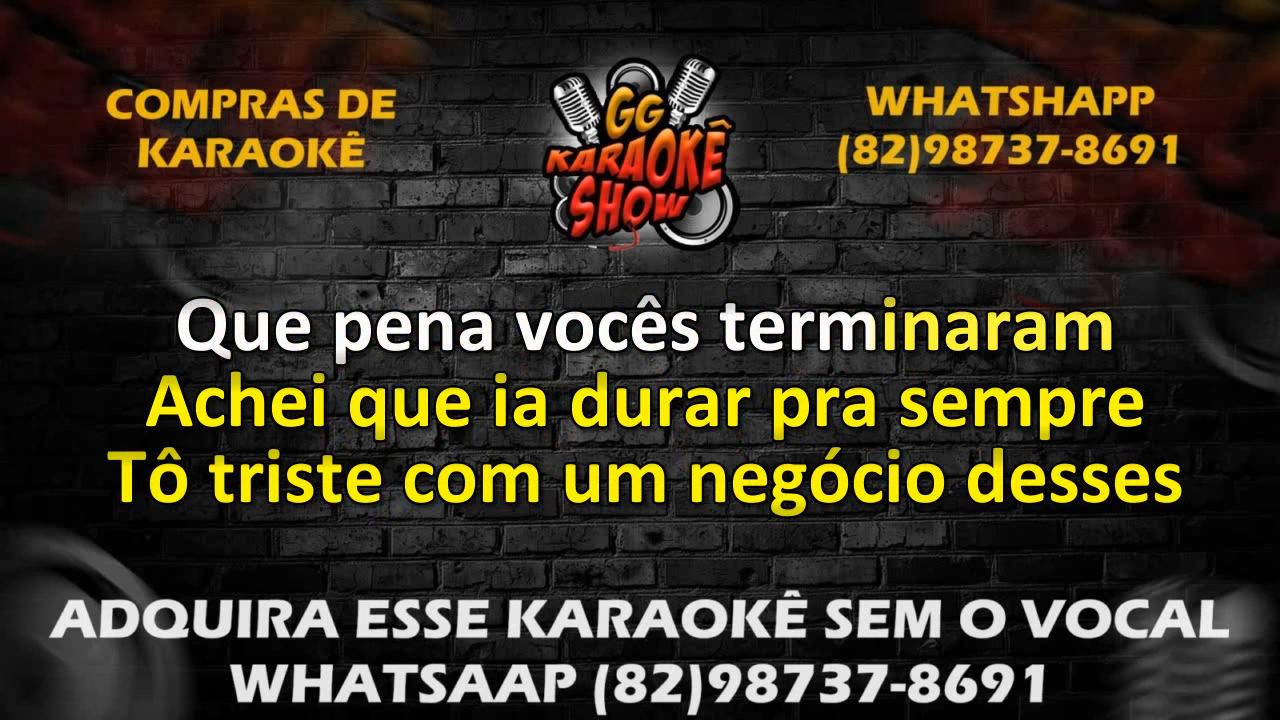 COMPRAS DE
KARAOKÊ
GG
KARAOKÊ
SHOW
WHATSHAPP
(82)98737-8691
Que pena vocês terminaram
Achei que ia durar pra sempre
Tô triste com um negócio desses
ADQUIRA ESSE KARAOKÊ SEM O VOCAL
WHATSAAP (82)98737-8691